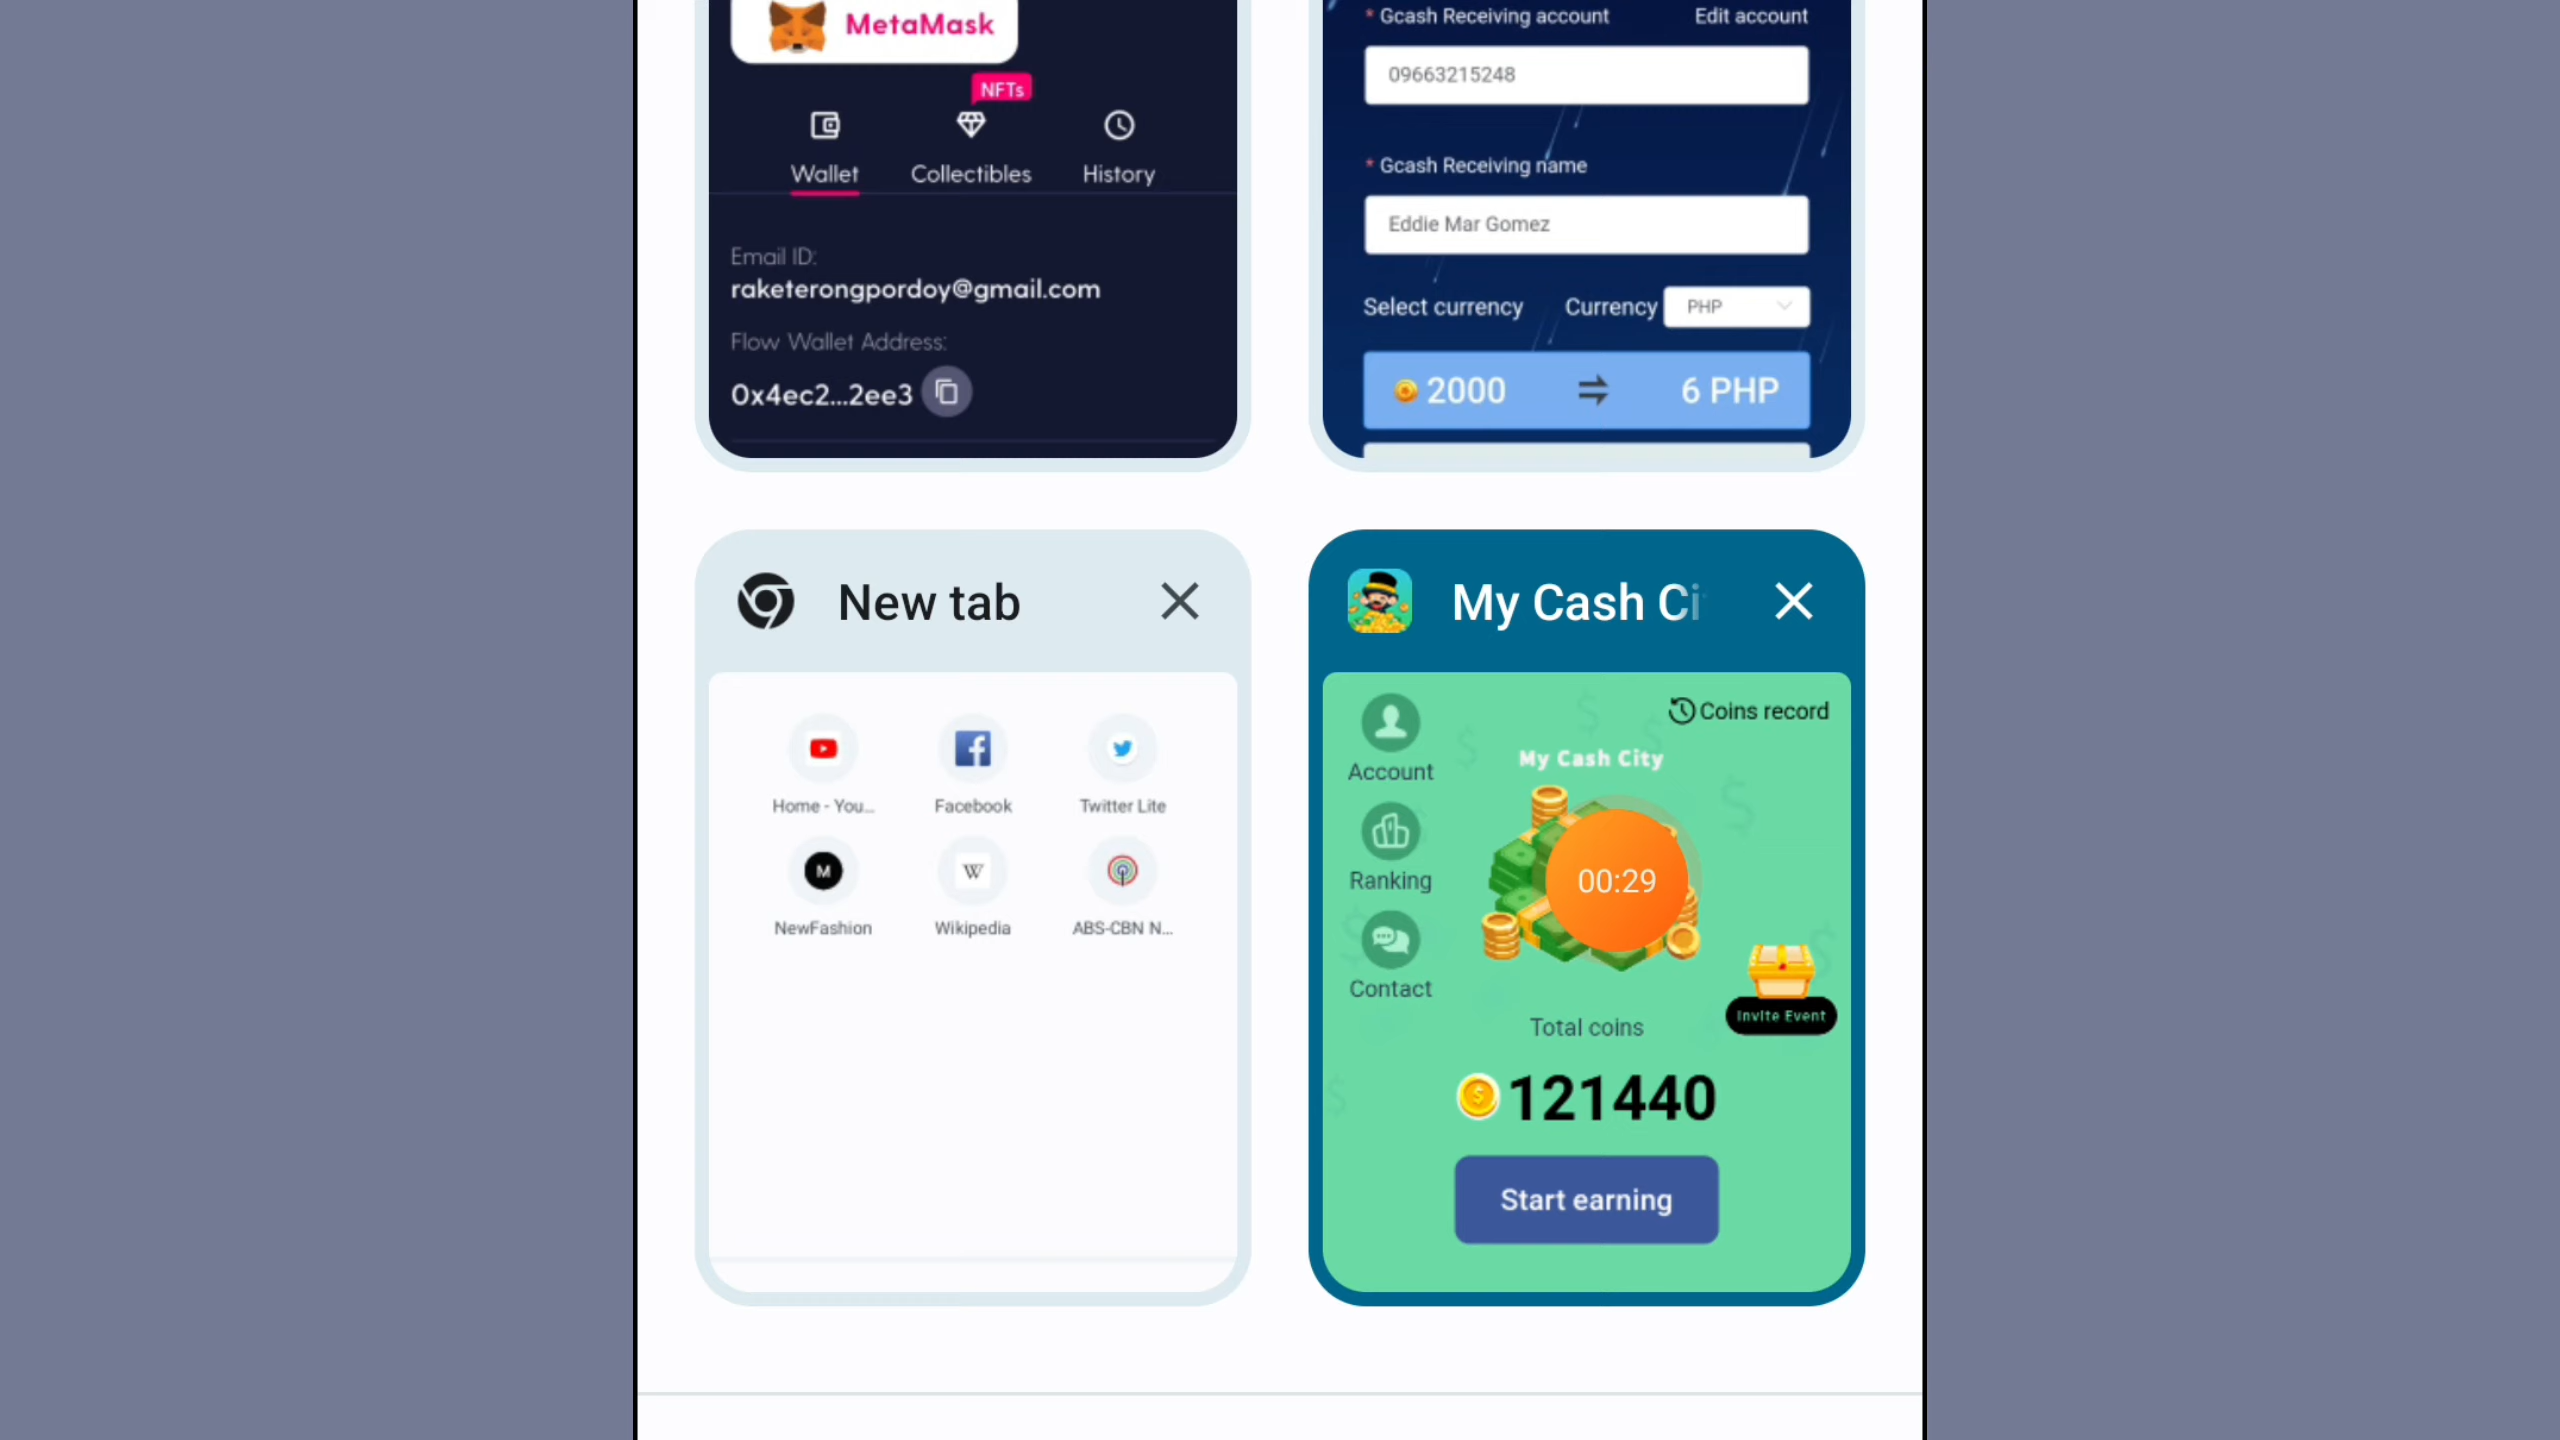 MetaMask
NFTs
Wallet
Collectibles
History
Email ID:
raketerongpordoy@gmail.com
Flow Wallet Address:
0x4ec2...2ee3
* Gcash Receiving account
Edit account
09663215248
* Gcash Receiving name
Eddie Mar Gomez
Select currency
Currency
PHP
2000
6 PHP
New tab
Home - You...
Facebook
Twitter Lite
M
NewFashion
W
Wikipedia
ABS-CBN N...
My Cash Ci
Coins record
Account
My Cash City
Ranking
00:29
Contact
Invite Event
Total coins
121440
Start earning